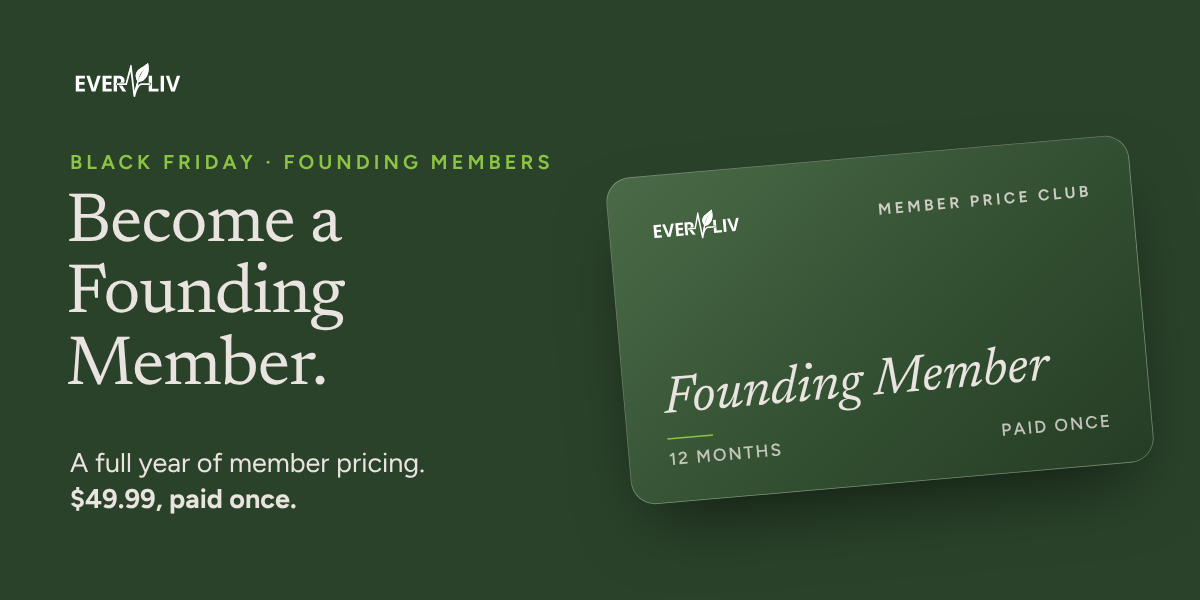 EVERLIV
BLACK FRIDAY · FOUNDING MEMBERS
Become a
Founding
Member.
A full year of member pricing.
$49.99, paid once.
EVERLIV
MEMBER PRICE CLUB
Founding Member
12 MONTHS
PAID ONCE